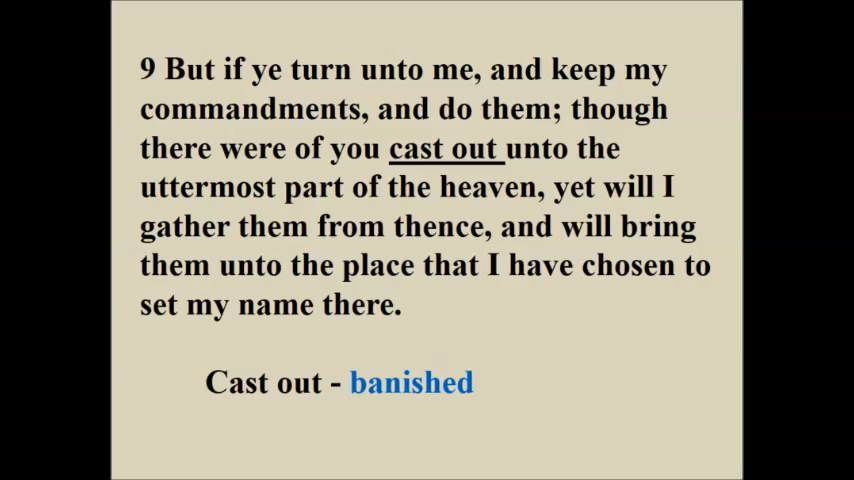 9 But if ye turn unto me, and keep my
commandments, and do them; though
there were of you cast out unto the
uttermost part of the heaven, yet will I
gather them from thence, and will bring
them unto the place that I have chosen to
set my name there.
Cast out - banished